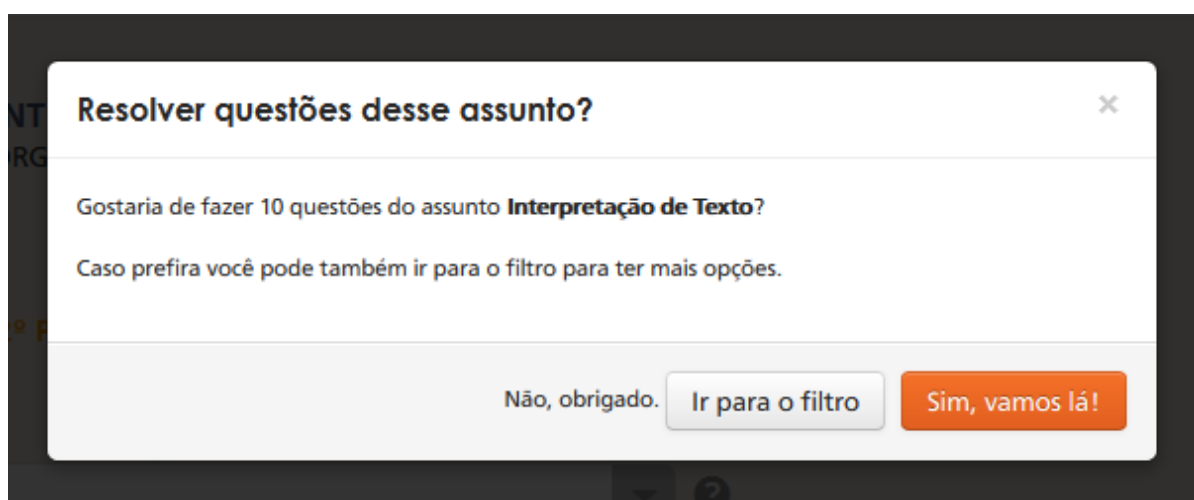 Resolver questões desse assunto?
×
Gostaria de fazer 10 questões do assunto Interpretação de Texto?
Caso prefira você pode também ir para o filtro para ter mais opções.
Não, obrigado. Ir para o filtro Sim, vamos lá!
?